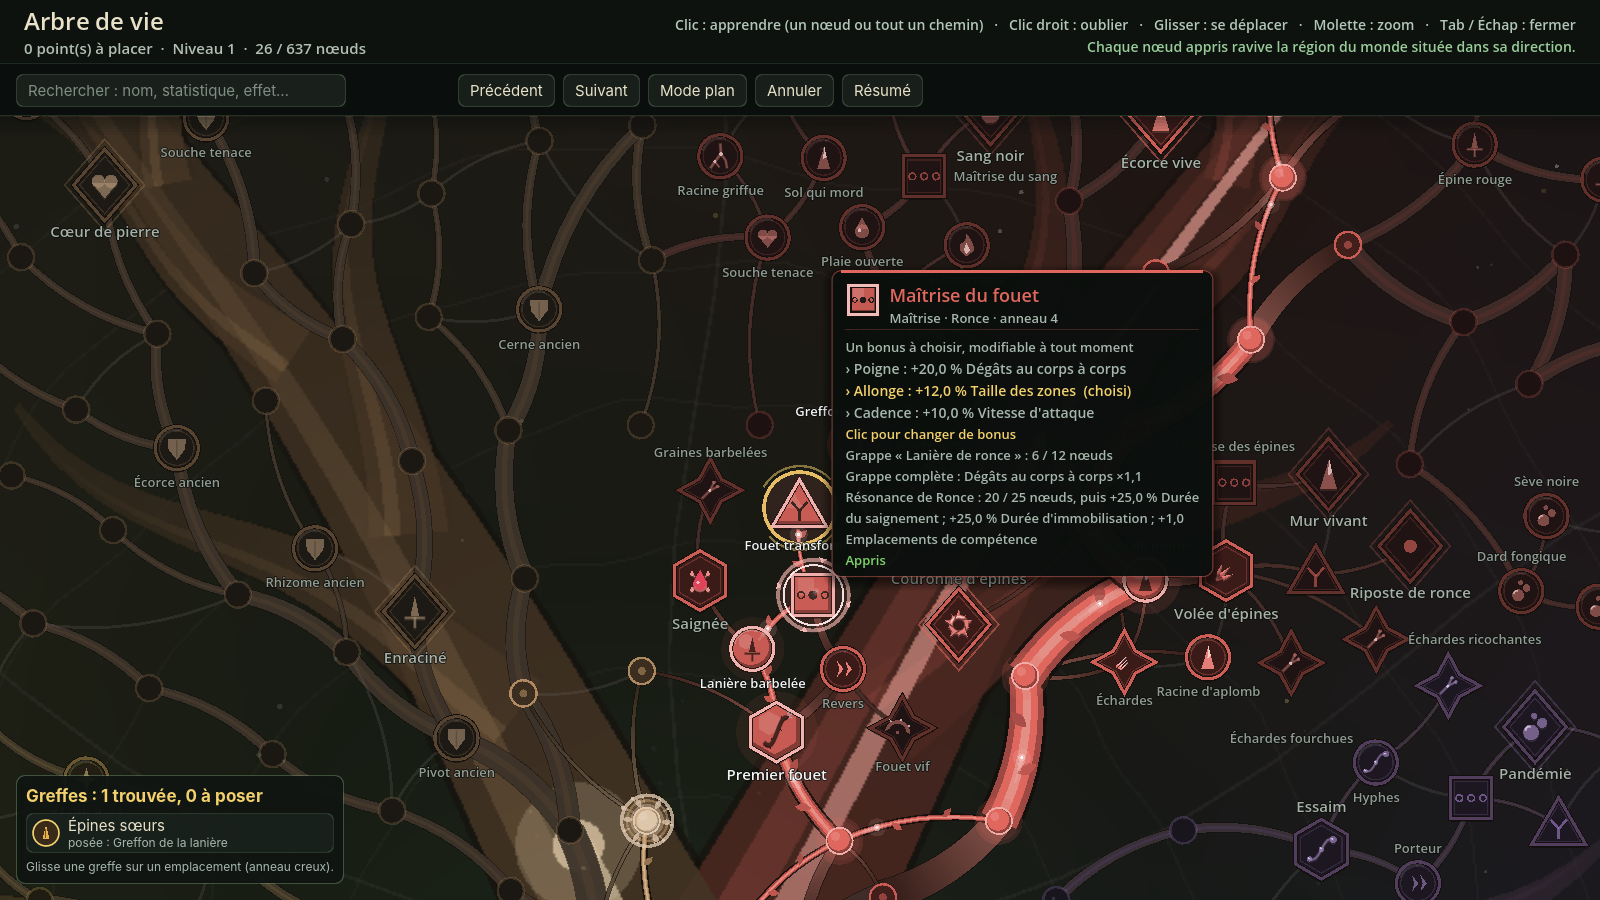 Arbre de vie
0 point(s) à placer · Niveau 1 · 26 / 637 nœuds
Clic : apprendre (un nœud ou tout un chemin) · Clic droit : oublier · Glisser : se déplacer · Molette : zoom · Tab / Échap : fermer
Chaque nœud appris ravive la région du monde située dans sa direction.
Rechercher : nom, statistique, effet...
Précédent
Suivant
Mode plan
Annuler
Résumé
Souche tenace
Cœur de pierre
Racine griffue
Sol qui mord
Sang noir
Maîtrise du sang
Écorce vive
Épine rouge
Plaie ouverte
Souche tenace
Cerne ancien
Maîtrise du fouet
Maîtrise · Ronce · anneau 4
Un bonus à choisir, modifiable à tout moment
› Poigne : +20,0 % Dégâts au corps à corps
› Allonge : +12,0 % Taille des zones (choisi)
› Cadence : +10,0 % Vitesse d'attaque
Clic pour changer de bonus
Grappe « Lanière de ronce » : 6 / 12 nœuds
Grappe complète : Dégâts au corps à corps ×1,1
Résonance de Ronce : 20 / 25 nœuds, puis +25,0 % Durée
du saignement ; +25,0 % Durée d'immobilisation ; +1,0
Emplacements de compétence
Appris
Greffo
Graines barbelées
se des épines
Écorce ancien
Sève noire
Mur vivant
Fouet transfor
Dard fongique
Rhizome ancien
Couronne d'épines
Riposte de ronce
Volée d'épines
Saignée
Échardes ricochantes
Enraciné
Lanière barbelée
Revers
Échardes
Racine d'aplomb
Échardes fourchues
Fouet vif
Pivot ancien
Premier fouet
Pandémie
Hyphes
Essaim
Porteur
Greffes : 1 trouvée, 0 à poser
Épines sœurs
posée : Greffon de la lanière
Glisse une greffe sur un emplacement (anneau creux).